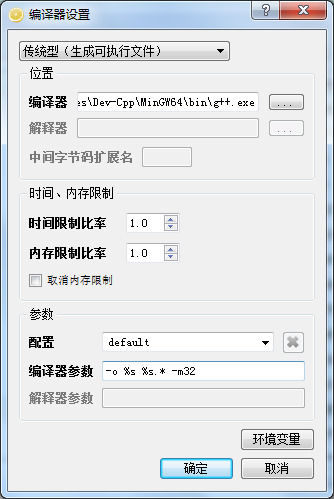 编译器设置
传统型（生成可执行文件）
位置
编译器 es\Dev-Cpp\MinGW64\bin\g++.exe ...
解释器 ...
中间字节码扩展名
时间、内存限制
时间限制比率 1.0
内存限制比率 1.0
取消内存限制
参数
配置 default
编译器参数 -o %s %s.* -m32
解释器参数
环境变量
确定 取消